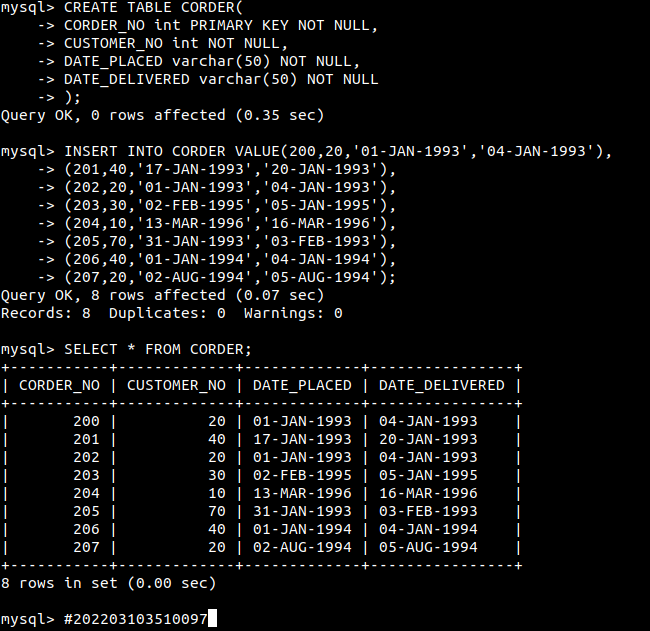 mysql> CREATE TABLE CORDER(
    -> CORDER_NO int PRIMARY KEY NOT NULL,
    -> CUSTOMER_NO int NOT NULL,
    -> DATE_PLACED varchar(50) NOT NULL,
    -> DATE_DELIVERED varchar(50) NOT NULL
    -> );
Query OK, 0 rows affected (0.35 sec)

mysql> INSERT INTO CORDER VALUE(200,20,'01-JAN-1993','04-JAN-1993'),
    -> (201,40,'17-JAN-1993','20-JAN-1993'),
    -> (202,20,'01-JAN-1993','04-JAN-1993'),
    -> (203,30,'02-FEB-1995','05-JAN-1995'),
    -> (204,10,'13-MAR-1996','16-MAR-1996'),
    -> (205,70,'31-JAN-1993','03-FEB-1993'),
    -> (206,40,'01-JAN-1994','04-JAN-1994'),
    -> (207,20,'02-AUG-1994','05-AUG-1994');
Query OK, 8 rows affected (0.07 sec)
Records: 8  Duplicates: 0  Warnings: 0

mysql> SELECT * FROM CORDER;
+-----------+-------------+-------------+----------------+
| CORDER_NO | CUSTOMER_NO | DATE_PLACED | DATE_DELIVERED |
+-----------+-------------+-------------+----------------+
|       200 |          20 | 01-JAN-1993 | 04-JAN-1993    |
|       201 |          40 | 17-JAN-1993 | 20-JAN-1993    |
|       202 |          20 | 01-JAN-1993 | 04-JAN-1993    |
|       203 |          30 | 02-FEB-1995 | 05-JAN-1995    |
|       204 |          10 | 13-MAR-1996 | 16-MAR-1996    |
|       205 |          70 | 31-JAN-1993 | 03-FEB-1993    |
|       206 |          40 | 01-JAN-1994 | 04-JAN-1994    |
|       207 |          20 | 02-AUG-1994 | 05-AUG-1994    |
+-----------+-------------+-------------+----------------+
8 rows in set (0.00 sec)

mysql> #202203103510097